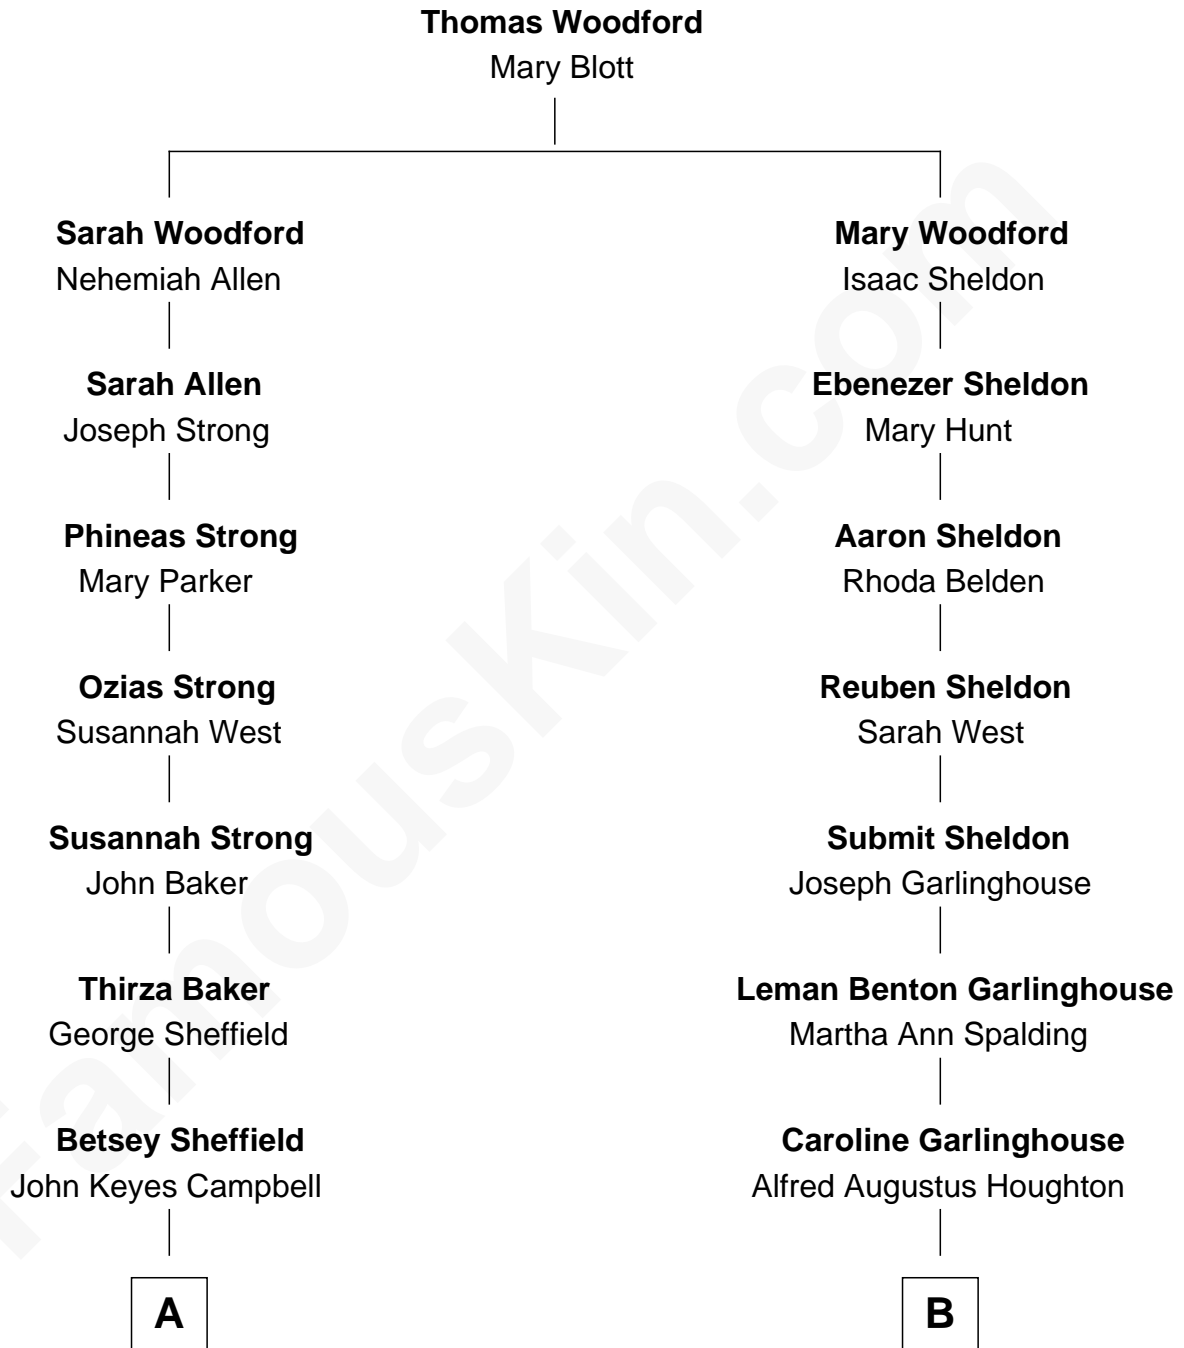 Thomas Woodford
Mary Blott
Sarah Woodford
Nehemiah Allen
Mary Woodford
Isaac Sheldon
Sarah Allen
Joseph Strong
Ebenezer Sheldon
Mary Hunt
Phineas Strong
Mary Parker
Aaron Sheldon
Rhoda Belden
Ozias Strong
Susannah West
Reuben Sheldon
Sarah West
Susannah Strong
John Baker
Submit Sheldon
Joseph Garlinghouse
Thirza Baker
George Sheffield
Leman Benton Garlinghouse
Martha Ann Spalding
Betsey Sheffield
John Keyes Campbell
Caroline Garlinghouse
Alfred Augustus Houghton
A
B
FamousKin.com